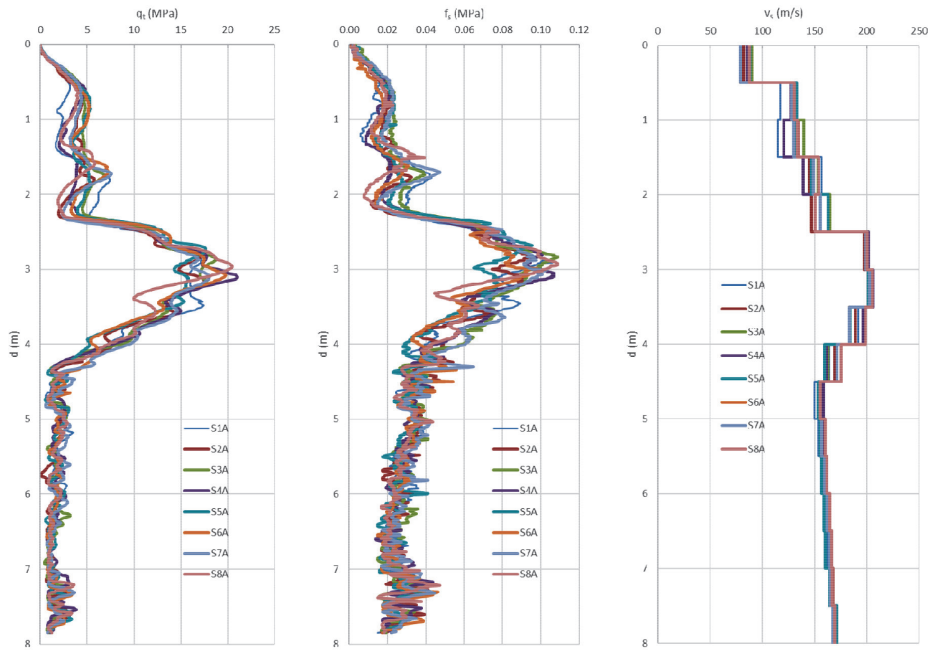 qt (MPa)
0 5 10 15 20 25
0
1
2
3
4
5
6
7
8
d (m)
S1A
S2A
S3A
S4A
S5A
S6A
S7A
S8A
fs (MPa)
0.00 0.02 0.04 0.06 0.08 0.10 0.12
0
1
2
3
4
5
6
7
8
d (m)
S1A
S2A
S3A
S4A
S5A
S6A
S7A
S8A
vs (m/s)
0 50 100 150 200 250
0
1
2
3
4
5
6
7
8
d (m)
S1A
S2A
S3A
S4A
S5A
S6A
S7A
S8A